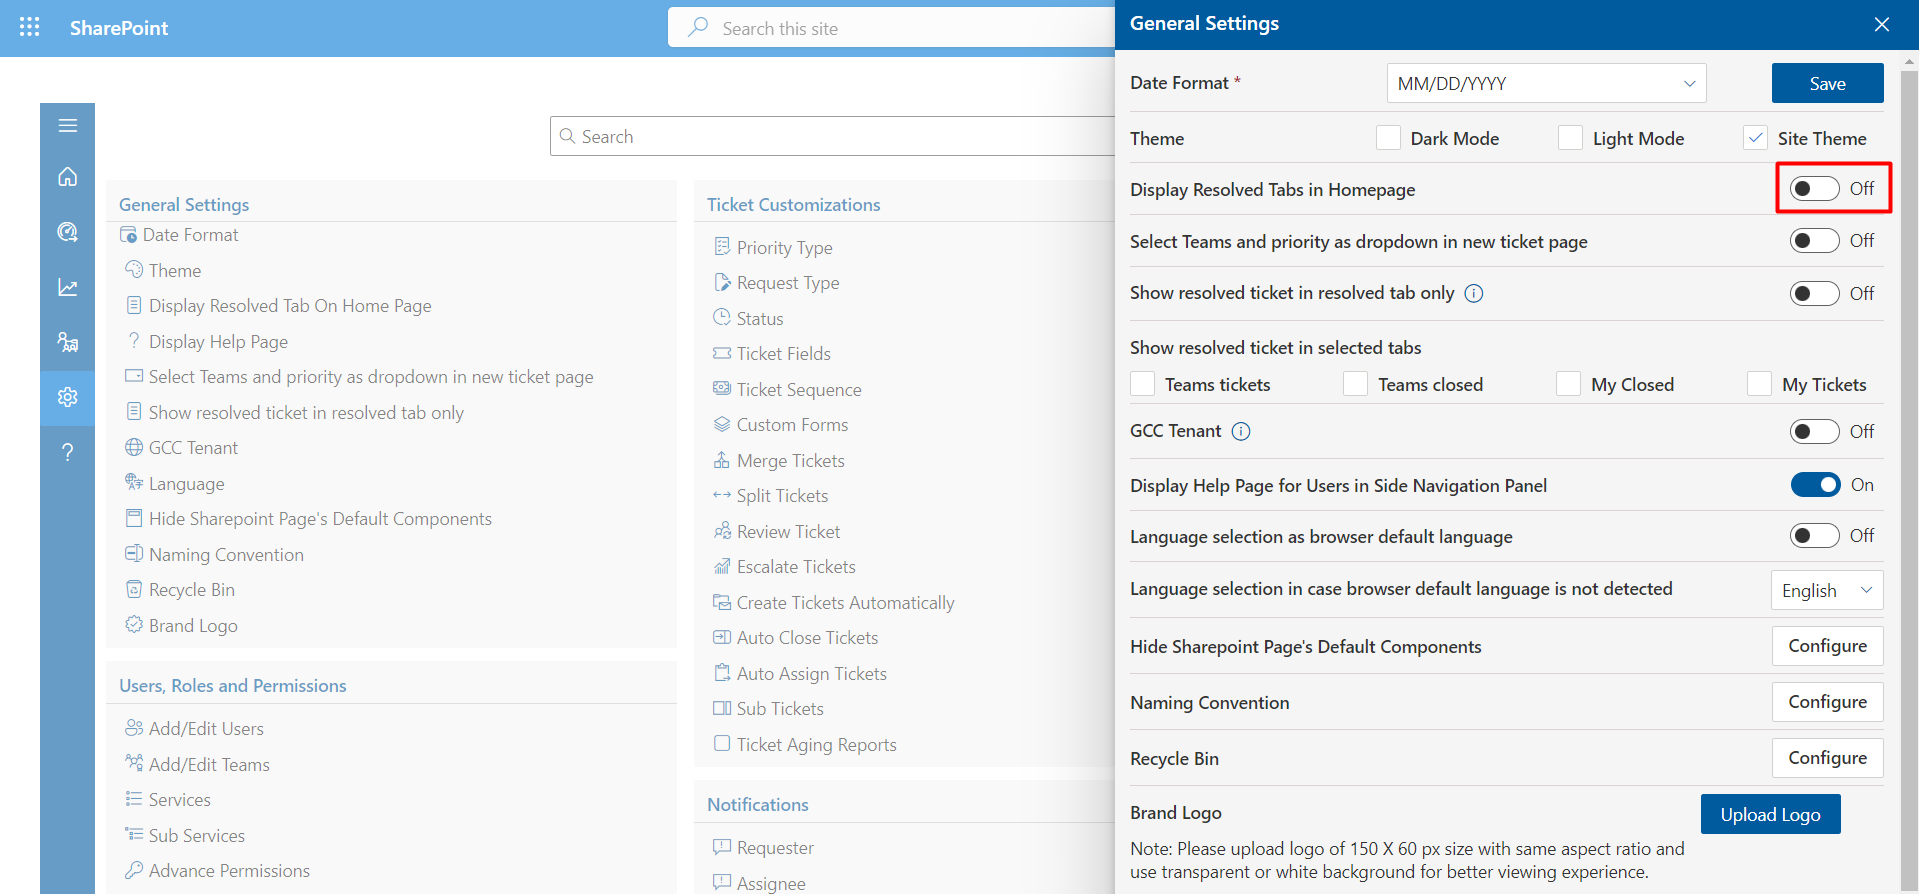 SharePoint
Search this site
Search
General Settings
Date Format
Theme
Display Resolved Tab On Home Page
Display Help Page
Select Teams and priority as dropdown in new ticket page
Show resolved ticket in resolved tab only
GCC Tenant
Language
Hide Sharepoint Page's Default Components
Naming Convention
Recycle Bin
Brand Logo
Users, Roles and Permissions
Add/Edit Users
Add/Edit Teams
Services
Sub Services
Advance Permissions
Ticket Customizations
Priority Type
Request Type
Status
Ticket Fields
Ticket Sequence
Custom Forms
Merge Tickets
Split Tickets
Review Ticket
Escalate Tickets
Create Tickets Automatically
Auto Close Tickets
Auto Assign Tickets
Sub Tickets
Ticket Aging Reports
Notifications
Requester
Assignee
General Settings
Date Format * MM/DD/YYYY Save
Theme Dark Mode Light Mode Site Theme
Display Resolved Tabs in Homepage Off
Select Teams and priority as dropdown in new ticket page Off
Show resolved ticket in resolved tab only Off
Show resolved ticket in selected tabs
Teams tickets Teams closed My Closed My Tickets
GCC Tenant Off
Display Help Page for Users in Side Navigation Panel On
Language selection as browser default language Off
Language selection in case browser default language is not detected English
Hide Sharepoint Page's Default Components Configure
Naming Convention Configure
Recycle Bin Configure
Brand Logo Upload Logo
Note: Please upload logo of 150 X 60 px size with same aspect ratio and
use transparent or white background for better viewing experience.